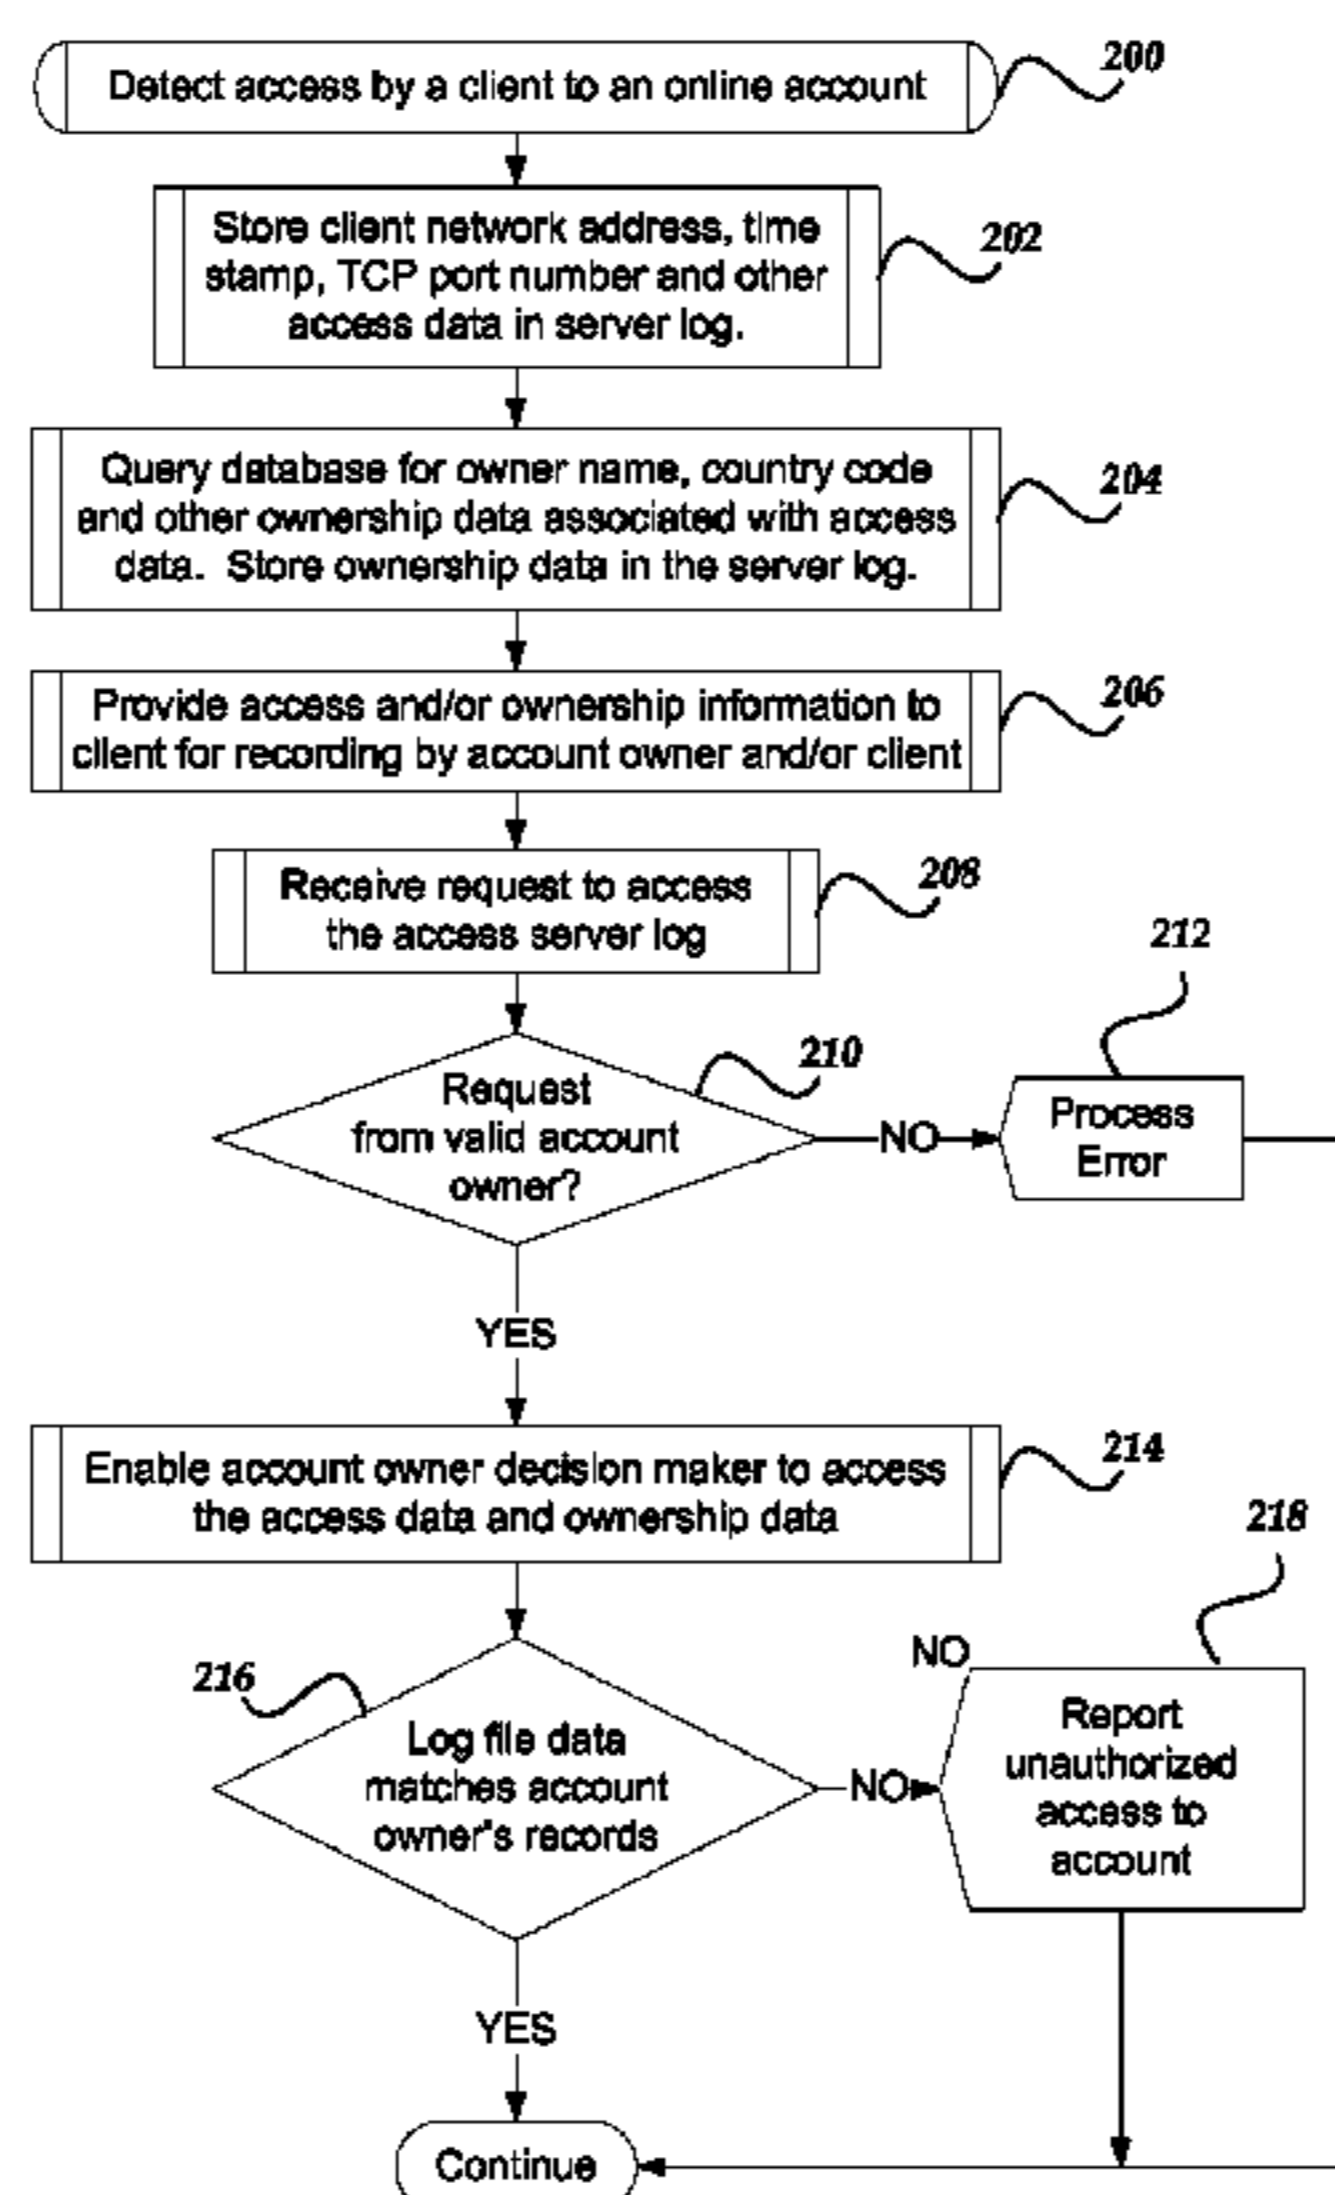 200
Detect access by a client to an online account
Store client network address, time
stamp, TCP port number and other
access data in server log.
202
Query database for owner name, country code
and other ownership data associated with access
data.  Store ownership data in the server log.
204
Provide access and/or ownership information to
client for recording by account owner and/or client
206
Receive request to access
the access server log
208
212
210
Request
from valid account
owner?
NO
Process
Error
YES
Enable account owner decision maker to access
the access data and ownership data
214
218
216
NO
Log file data
matches account
owner's records
NO
Report
unauthorized
access to
account
YES
Continue